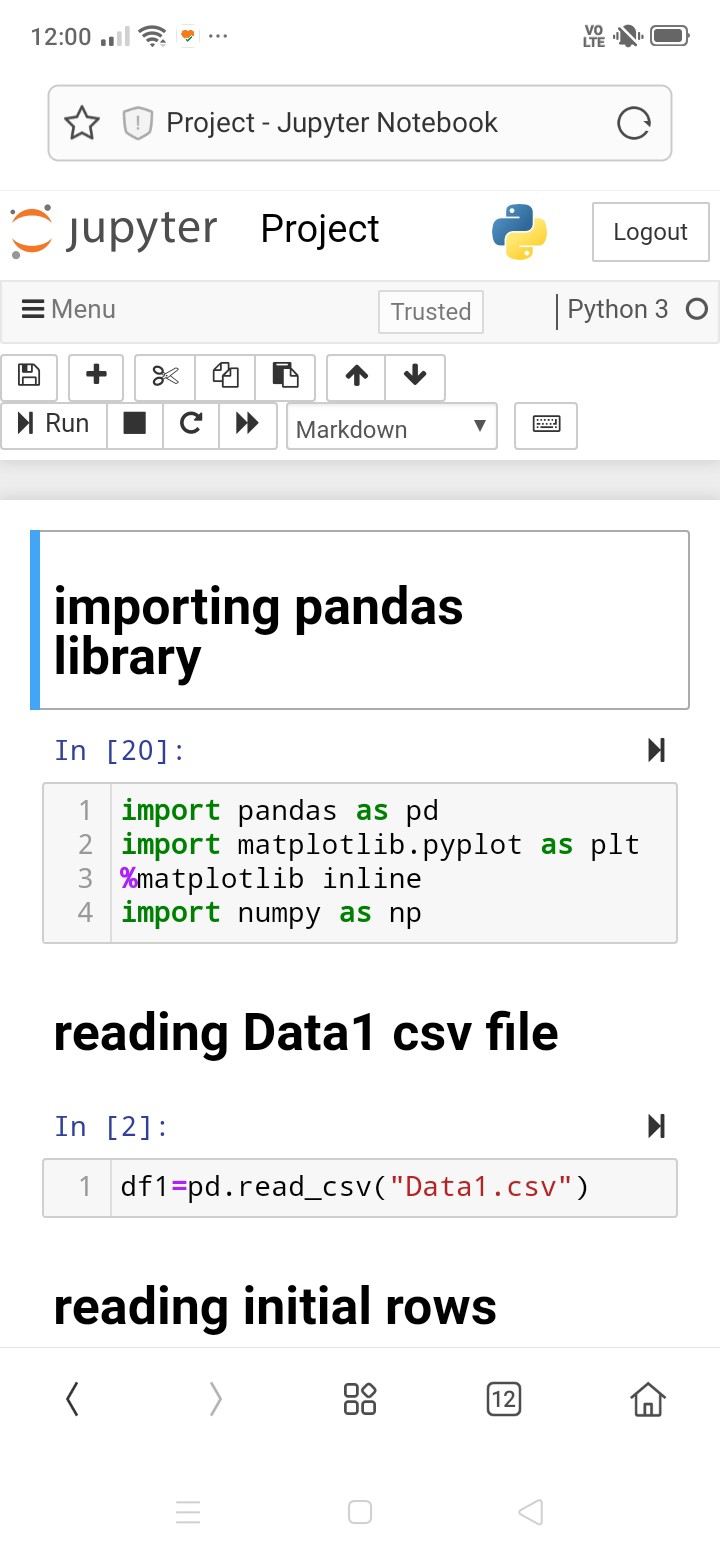 12:00 VO LTE
Project - Jupyter Notebook
jupyter Project Logout
Menu Trusted Python 3
Run Markdown
importing pandas
library
In [20]:
1 import pandas as pd
2 import matplotlib.pyplot as plt
3 %matplotlib inline
4 import numpy as np
reading Data1 csv file
In [2]:
1 df1=pd.read_csv("Data1.csv")
reading initial rows
12